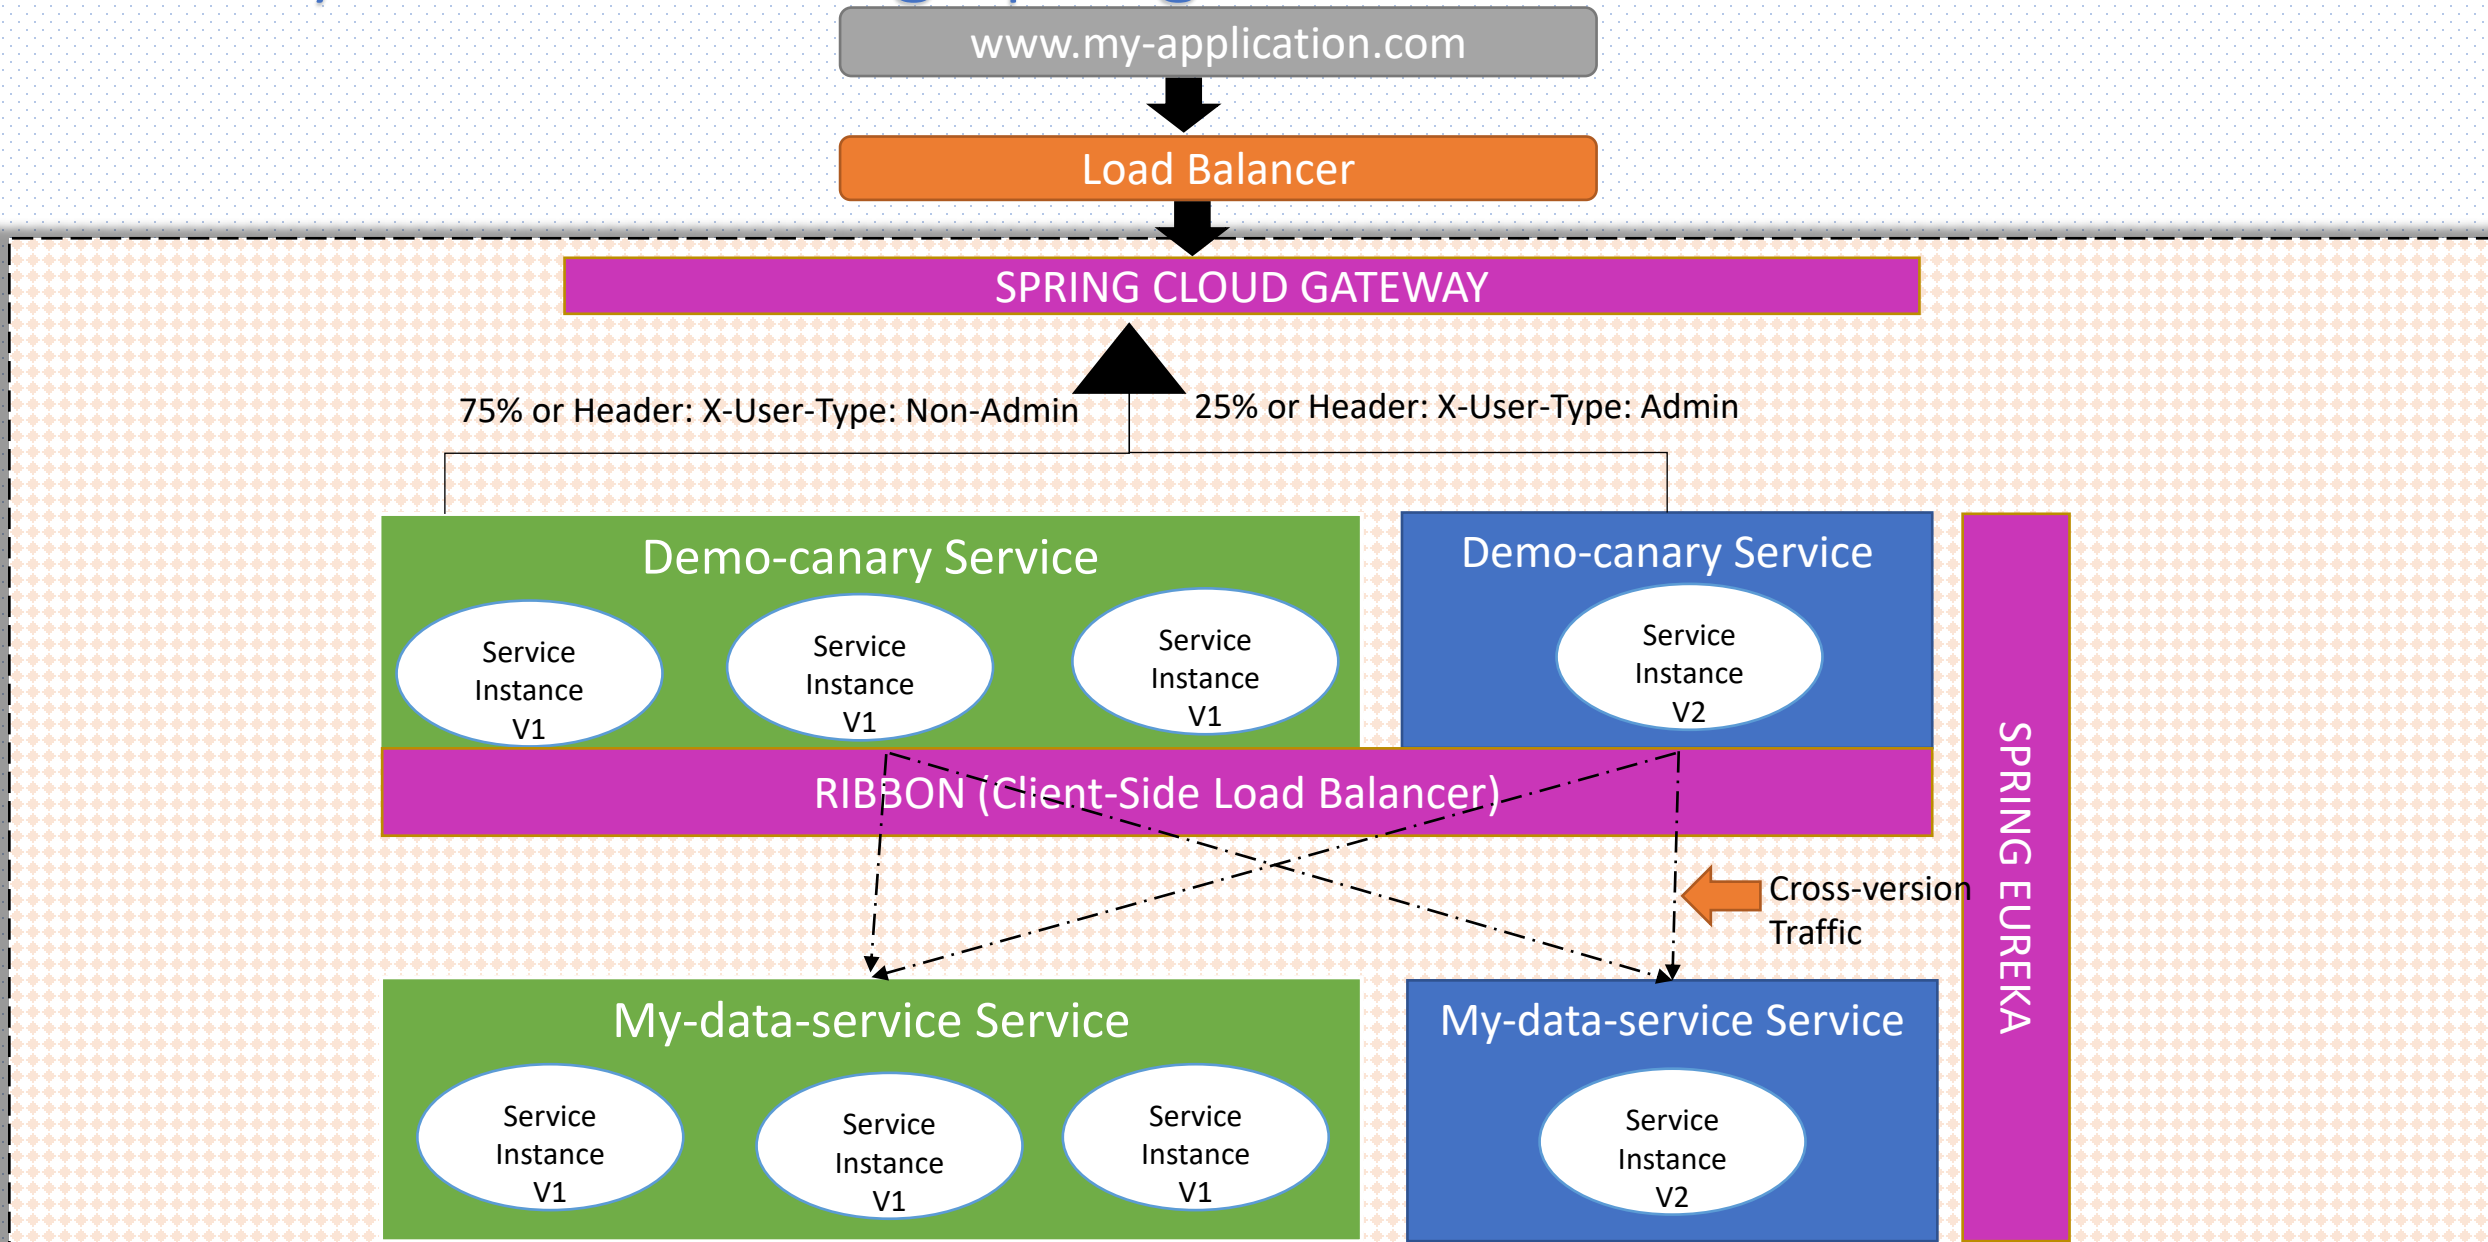 www.my-application.com
Load Balancer
SPRING CLOUD GATEWAY
75% or Header: X-User-Type: Non-Admin
25% or Header: X-User-Type: Admin
Demo-canary Service
Service
Instance
V1
Service
Instance
V1
Service
Instance
V1
Demo-canary Service
Service
Instance
V2
RIBBON (Client-Side Load Balancer)
Cross-version
Traffic
SPRING EUREKA
My-data-service Service
Service
Instance
V1
Service
Instance
V1
Service
Instance
V1
My-data-service Service
Service
Instance
V2